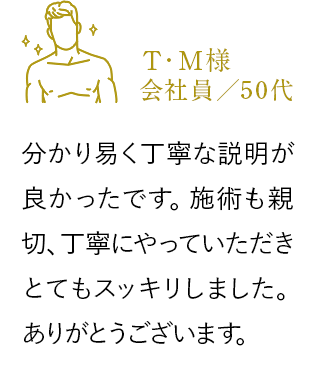 T・M様
会社員／50代
分かり易く丁寧な説明が
良かったです。施術も親
切、丁寧にやっていただき
とてもスッキリしました。
ありがとうございます。